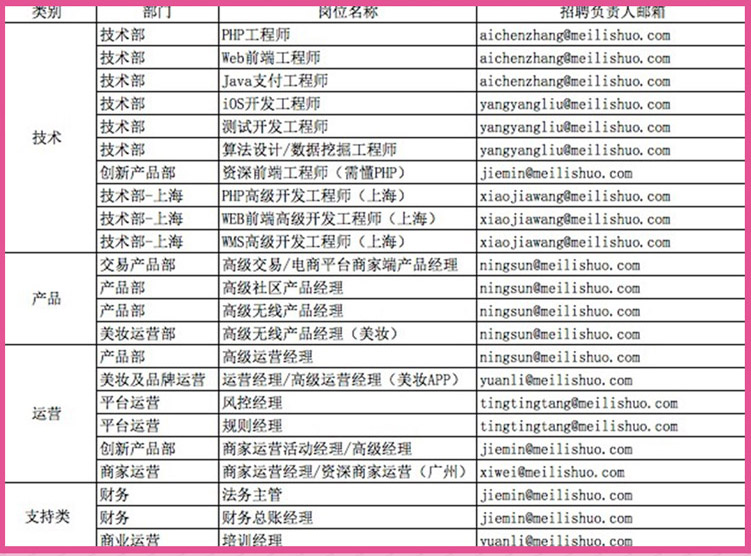 类别 部门 岗位名称 招聘负责人邮箱
技术部 PHP工程师 aichenzhang@meilishuo.com
技术部 Web前端工程师 aichenzhang@meilishuo.com
技术部 Java支付工程师 aichenzhang@meilishuo.com
技术部 iOS开发工程师 yangyangliu@meilishuo.com
技术 技术部 测试开发工程师 yangyangliu@meilishuo.com
技术部 算法设计/数据挖掘工程师 yangyangliu@meilishuo.com
创新产品部 资深前端工程师（需懂PHP） jiemin@meilishuo.com
技术部-上海 PHP高级开发工程师（上海） xiaojiawang@meilishuo.com
技术部-上海 WEB前端高级开发工程师（上海） xiaojiawang@meilishuo.com
技术部-上海 WMS高级开发工程师（上海） xiaojiawang@meilishuo.com
交易产品部 高级交易/电商平台商家端产品经理 ningsun@meilishuo.com
产品 产品部 高级社区产品经理 ningsun@meilishuo.com
产品部 高级无线产品经理 ningsun@meilishuo.com
美妆运营部 高级无线产品经理（美妆） ningsun@meilishuo.com
产品部 高级运营经理 ningsun@meilishuo.com
美妆及品牌运营 运营经理/高级运营经理（美妆APP） yuanli@meilishuo.com
运营 平台运营 风控经理 tingtingtang@meilishuo.com
平台运营 规则经理 tingtingtang@meilishuo.com
创新产品部 商家运营活动经理/高级经理 jiemin@meilishuo.com
商家运营 商家运营经理/资深商家运营（广州） xiwei@meilishuo.com
财务 法务主管 jiemin@meilishuo.com
支持类 财务 财务总账经理 jiemin@meilishuo.com
商业运营 培训经理 yuanli@meilishuo.com